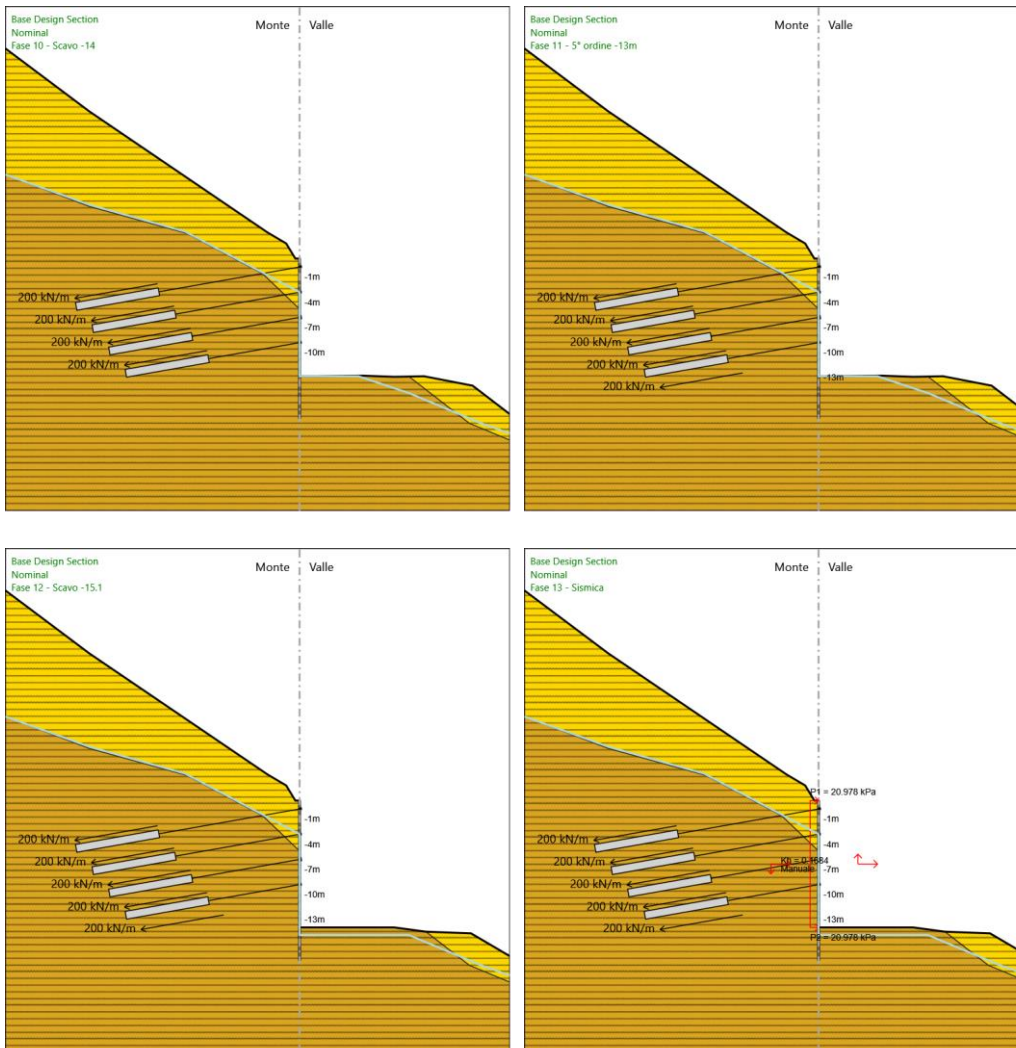 Base Design Section
Nominal
Fase 10 - Scavo -14
Monte Valle
-1m
200 kN/m
-4m
200 kN/m
-7m
200 kN/m
-10m
200 kN/m
Base Design Section
Nominal
Fase 11 - 5° ordine -13m
Monte Valle
-1m
200 kN/m
-4m
200 kN/m
-7m
200 kN/m
-10m
200 kN/m
-13m
200 kN/m
Base Design Section
Nominal
Fase 12 - Scavo -15.1
Monte Valle
-1m
200 kN/m
-4m
200 kN/m
-7m
200 kN/m
-10m
200 kN/m
-13m
200 kN/m
Base Design Section
Nominal
Fase 13 - Sismica
Monte Valle
P1 = 20.978 kPa
-1m
200 kN/m
-4m
200 kN/m
Kh = 0.1684
Manuale
-7m
200 kN/m
-10m
200 kN/m
-13m
200 kN/m
P2 = 20.978 kPa